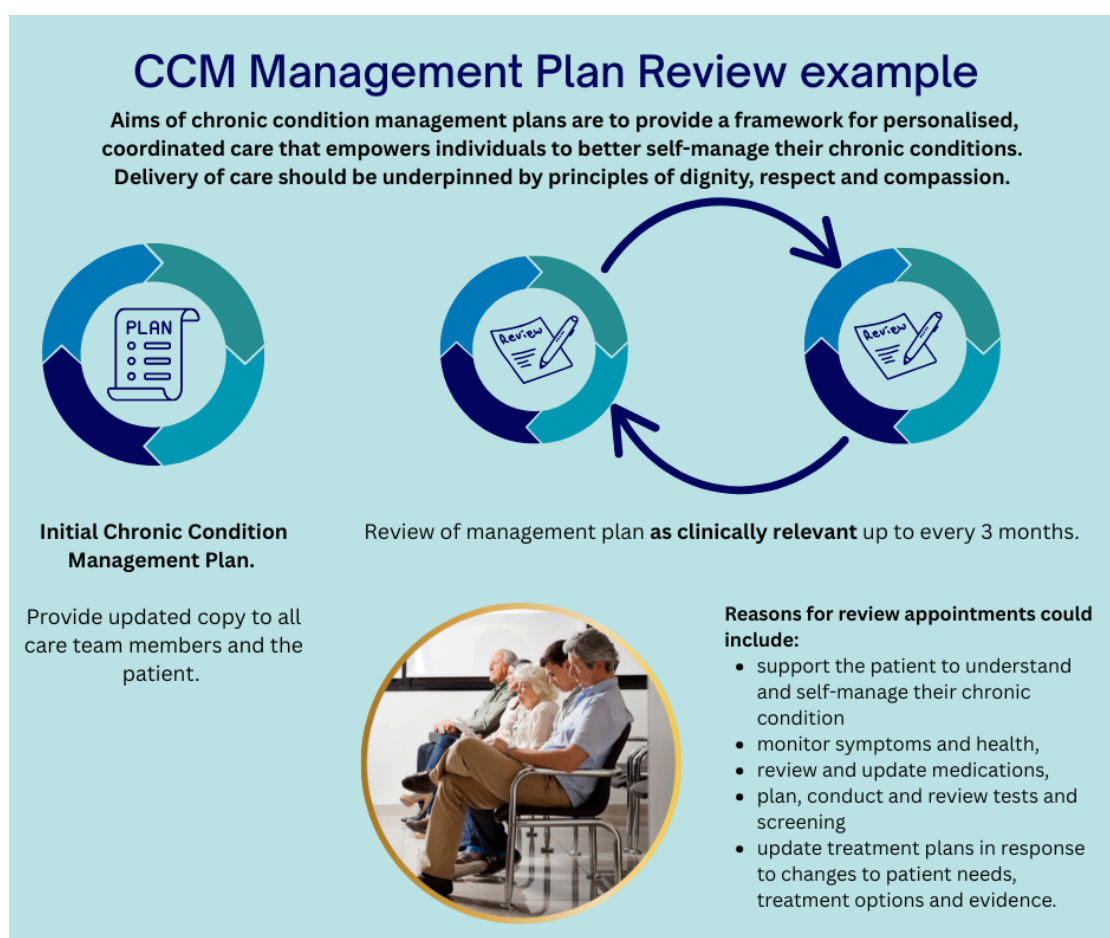 CCM Management Plan Review example
Aims of chronic condition management plans are to provide a framework for personalised,
coordinated care that empowers individuals to better self-manage their chronic conditions.
Delivery of care should be underpinned by principles of dignity, respect and compassion.
PLAN
Review
Review
Initial Chronic Condition
Management Plan.
Provide updated copy to all
care team members and the
patient.
Review of management plan as clinically relevant up to every 3 months.
Reasons for review appointments could
include:
• support the patient to understand
and self-manage their chronic
condition
• monitor symptoms and health,
• review and update medications,
• plan, conduct and review tests and
screening
• update treatment plans in response
to changes to patient needs,
treatment options and evidence.